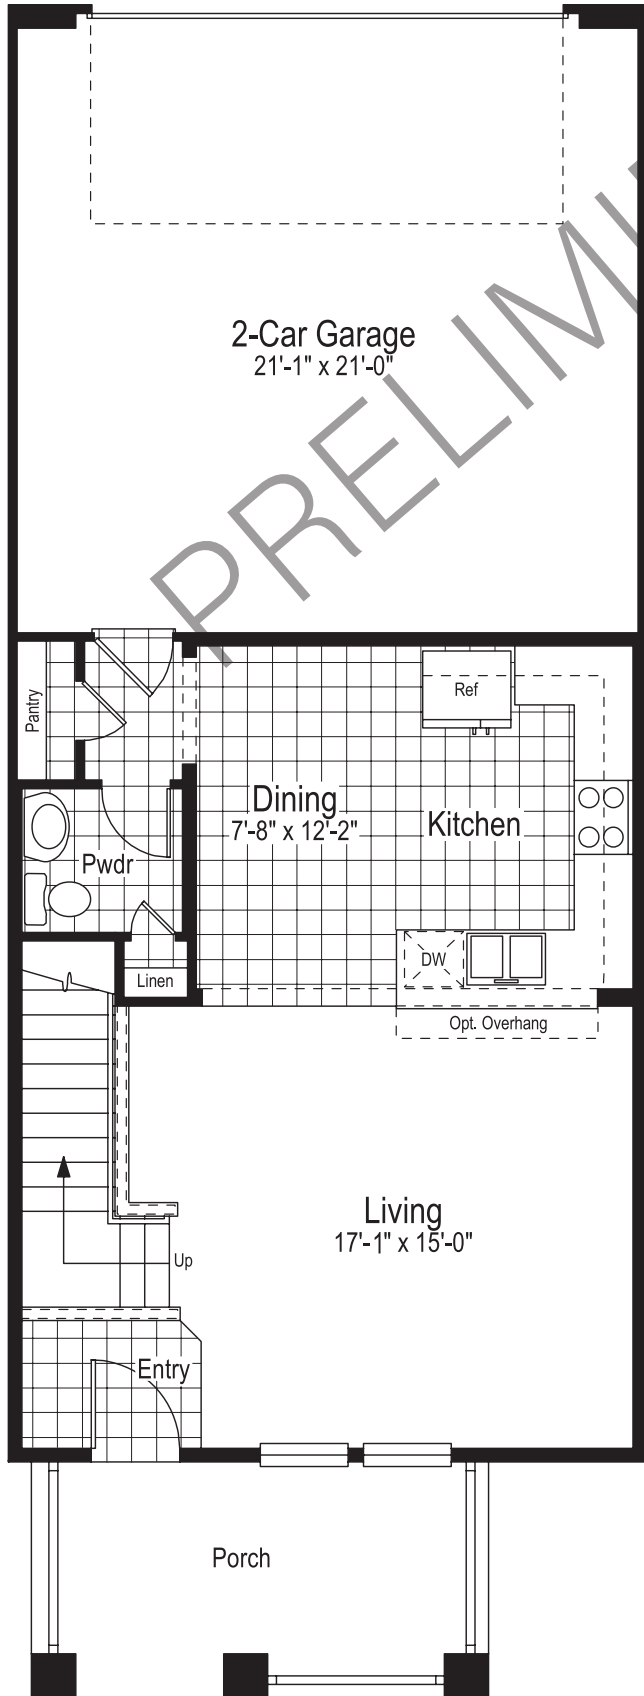 2-Car Garage
21'-1" x 21'-0"
PRELIMI
Pantry
Ref
Dining
7'-8" x 12'-2"
Kitchen
Pwdr
DW
Linen
Opt. Overhang
Living
17'-1" x 15'-0"
Up
Entry
Porch